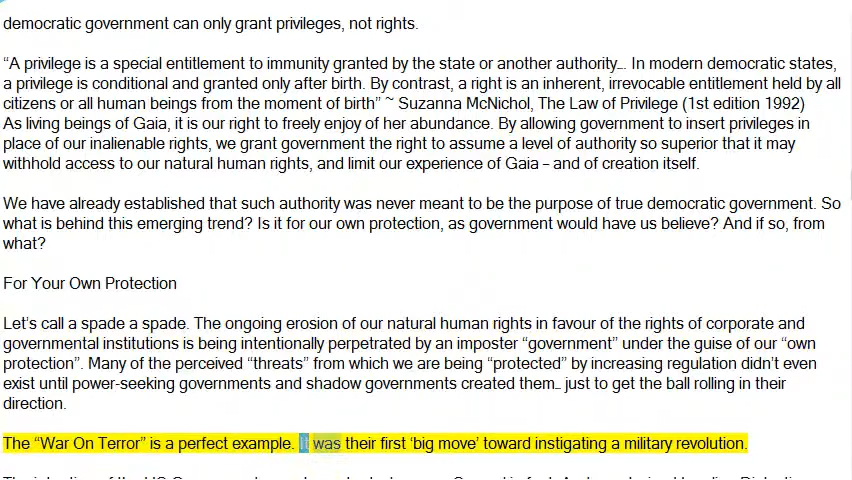 democratic government can only grant privileges, not rights.
“A privilege is a special entitlement to immunity granted by the state or another authority... In modern democratic states,
a privilege is conditional and granted only after birth. By contrast, a right is an inherent, irrevocable entitlement held by all
citizens or all human beings from the moment of birth” ~ Suzanna McNichol, The Law of Privilege (1st edition 1992)
As living beings of Gaia, it is our right to freely enjoy of her abundance. By allowing government to insert privileges in
place of our inalienable rights, we grant government the right to assume a level of authority so superior that it may
withhold access to our natural human rights, and limit our experience of Gaia – and of creation itself.
We have already established that such authority was never meant to be the purpose of true democratic government. So
what is behind this emerging trend? Is it for our own protection, as government would have us believe? And if so, from
what?
For Your Own Protection
Let’s call a spade a spade. The ongoing erosion of our natural human rights in favour of the rights of corporate and
governmental institutions is being intentionally perpetrated by an imposter “government” under the guise of our “own
protection”. Many of the perceived “threats” from which we are being “protected” by increasing regulation didn’t even
exist until power-seeking governments and shadow governments created them... just to get the ball rolling in their
direction.
The “War On Terror” is a perfect example. It was their first ‘big move’ toward instigating a military revolution.